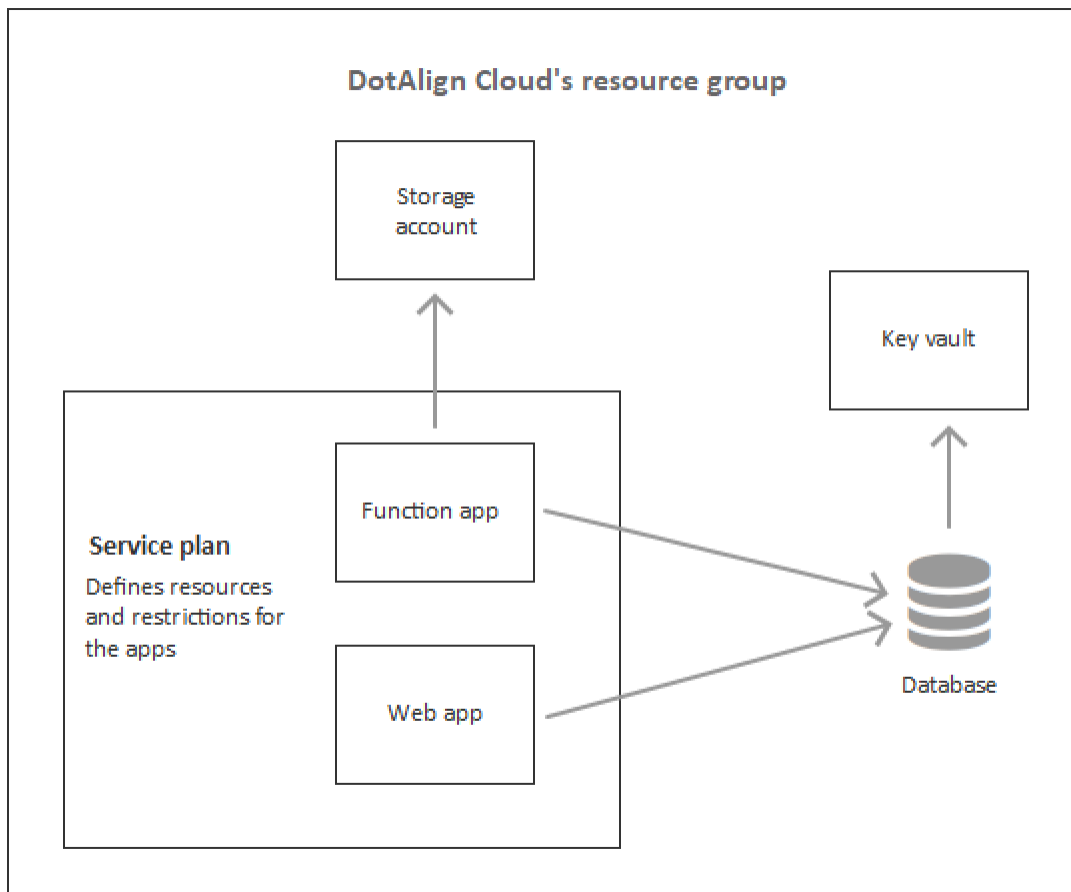 DotAlign Cloud's resource group
Storage
account
Key vault
Function app
Service plan
Defines resources
and restrictions for
the apps
Database
Web app